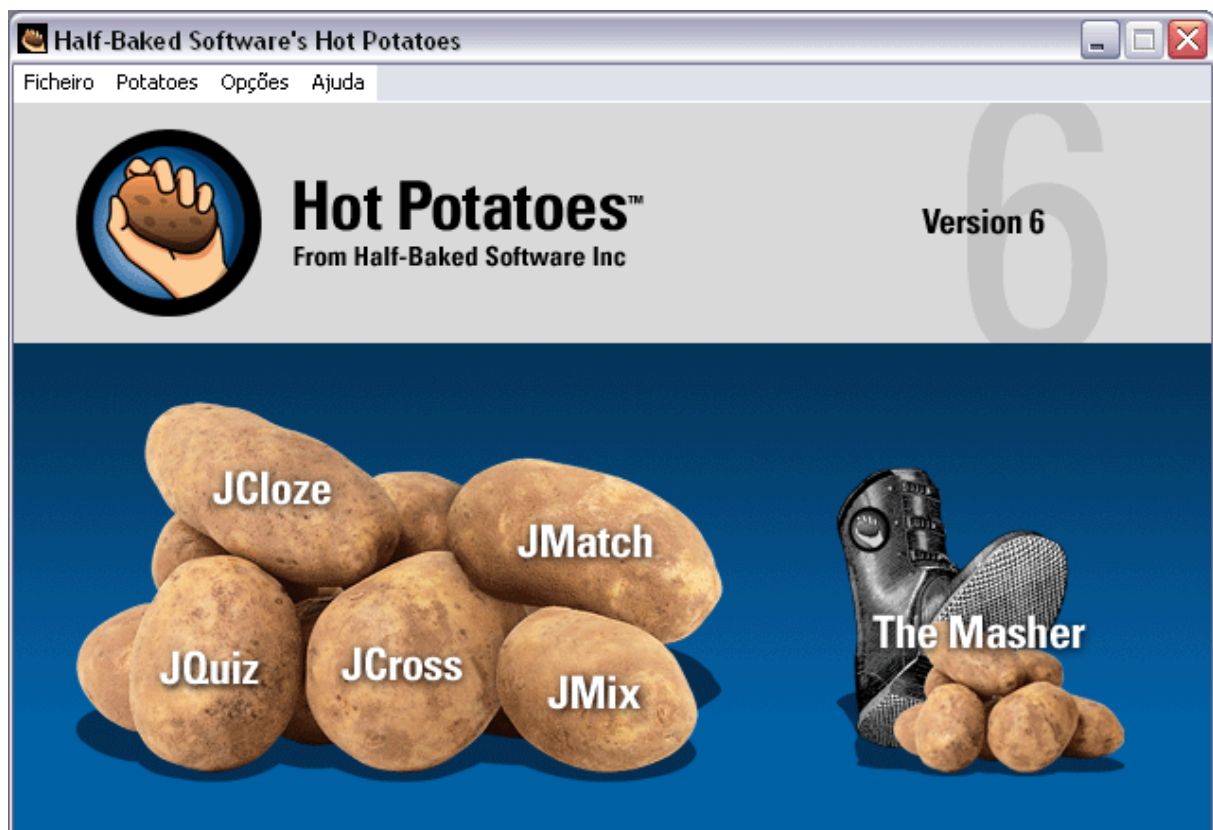 Half-Baked Software's Hot Potatoes
Ficheiro Potatoes Opções Ajuda
6
Hot Potatoes™
Version 6
From Half-Baked Software Inc
JCloze
JMatch
JQuiz
JCross
JMix
The Masher